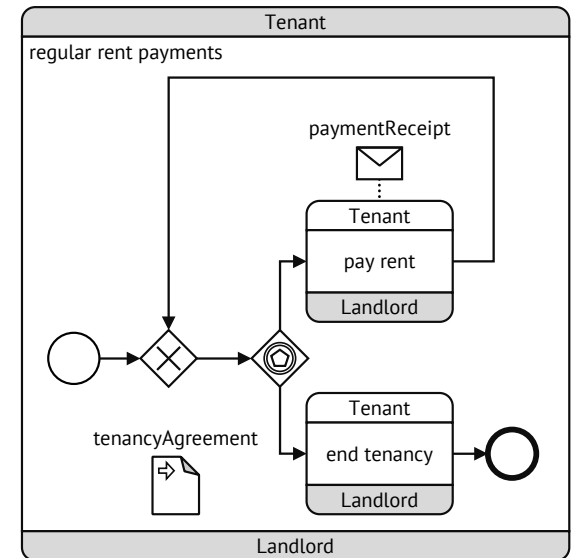 Tenant
regular rent payments
paymentReceipt
Tenant
pay rent
Landlord
Tenant
tenancyAgreement
end tenancy
Landlord
Landlord